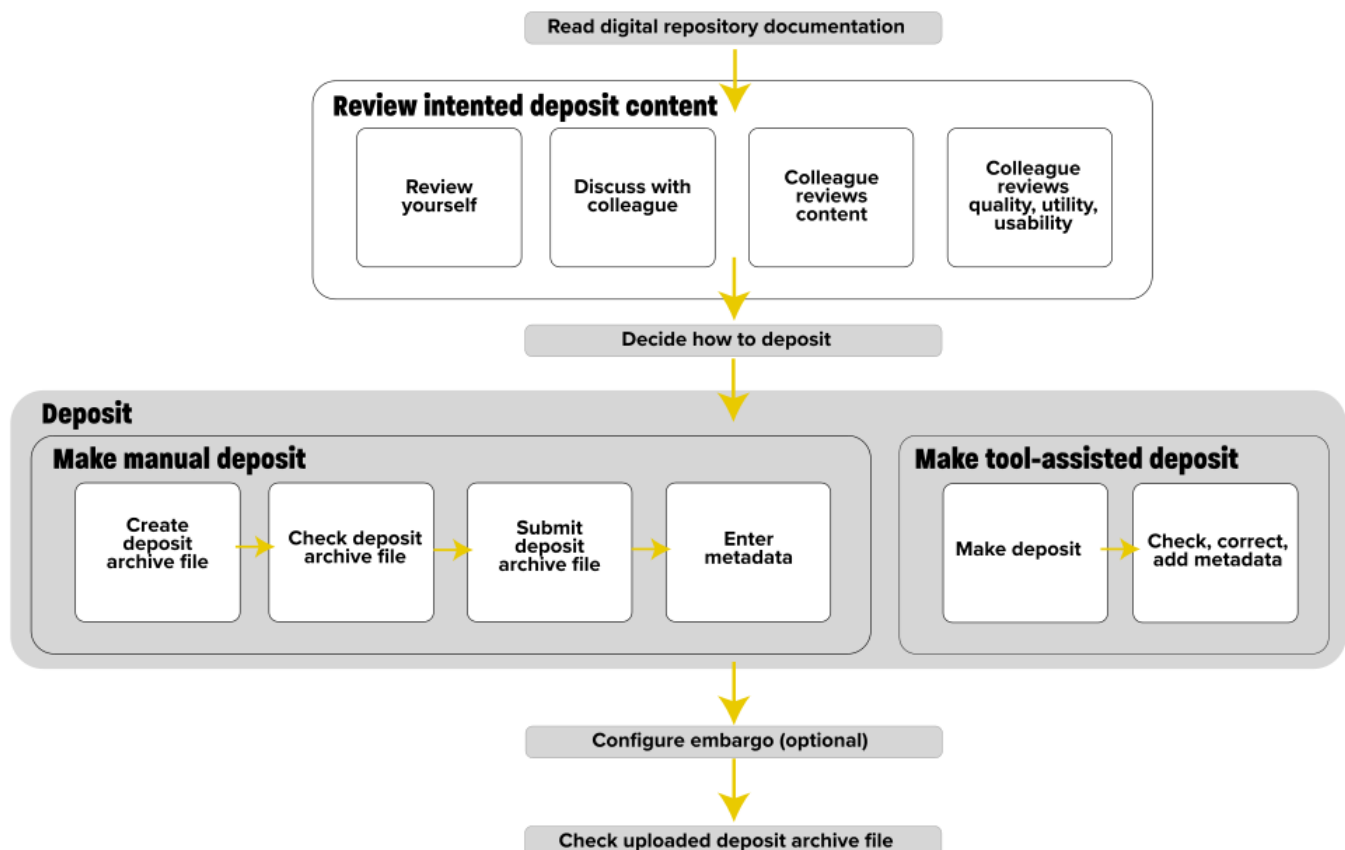 Read digital repository documentation
Review intented deposit content
Review
yourself
Discuss with
colleague
Colleague
reviews
content
Colleague
reviews
quality, utility,
usability
Decide how to deposit
Deposit
Make manual deposit
Create
deposit
archive file
Check deposit
archive file
Submit
deposit
archive file
Enter
metadata
Make tool-assisted deposit
Make deposit
Check, correct,
add metadata
Configure embargo (optional)
Check uploaded deposit archive file